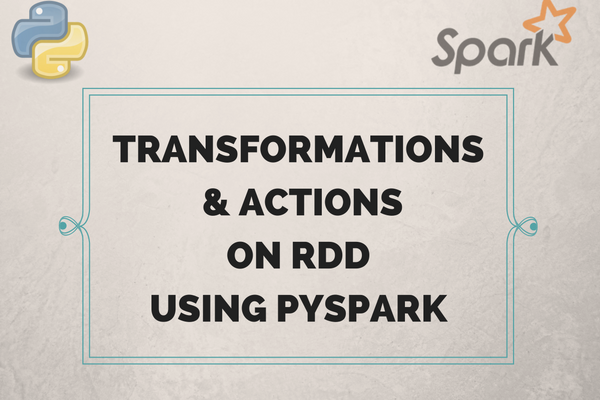 Spark
TRANSFORMATIONS
& ACTIONS
ON RDD
USING PYSPARK